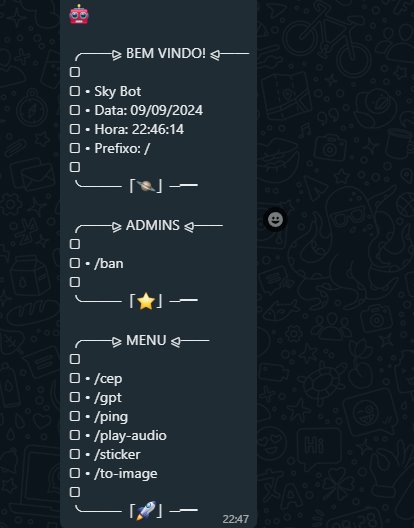 🤖
╭━━⪩ BEM VINDO! ⪨━━
▢
▢ • Sky Bot
▢ • Data: 09/09/2024
▢ • Hora: 22:46:14
▢ • Prefixo: /
▢
╰━━─「🪐」─━━
╭━━⪩ ADMINS ⪨━━
▢
▢ • /ban
▢
╰━━─「⭐」─━━
╭━━⪩ MENU ⪨━━
▢
▢ • /cep
▢ • /gpt
▢ • /ping
▢ • /play-audio
▢ • /sticker
▢ • /to-image
▢
╰━━─「🚀」─━━
22:47